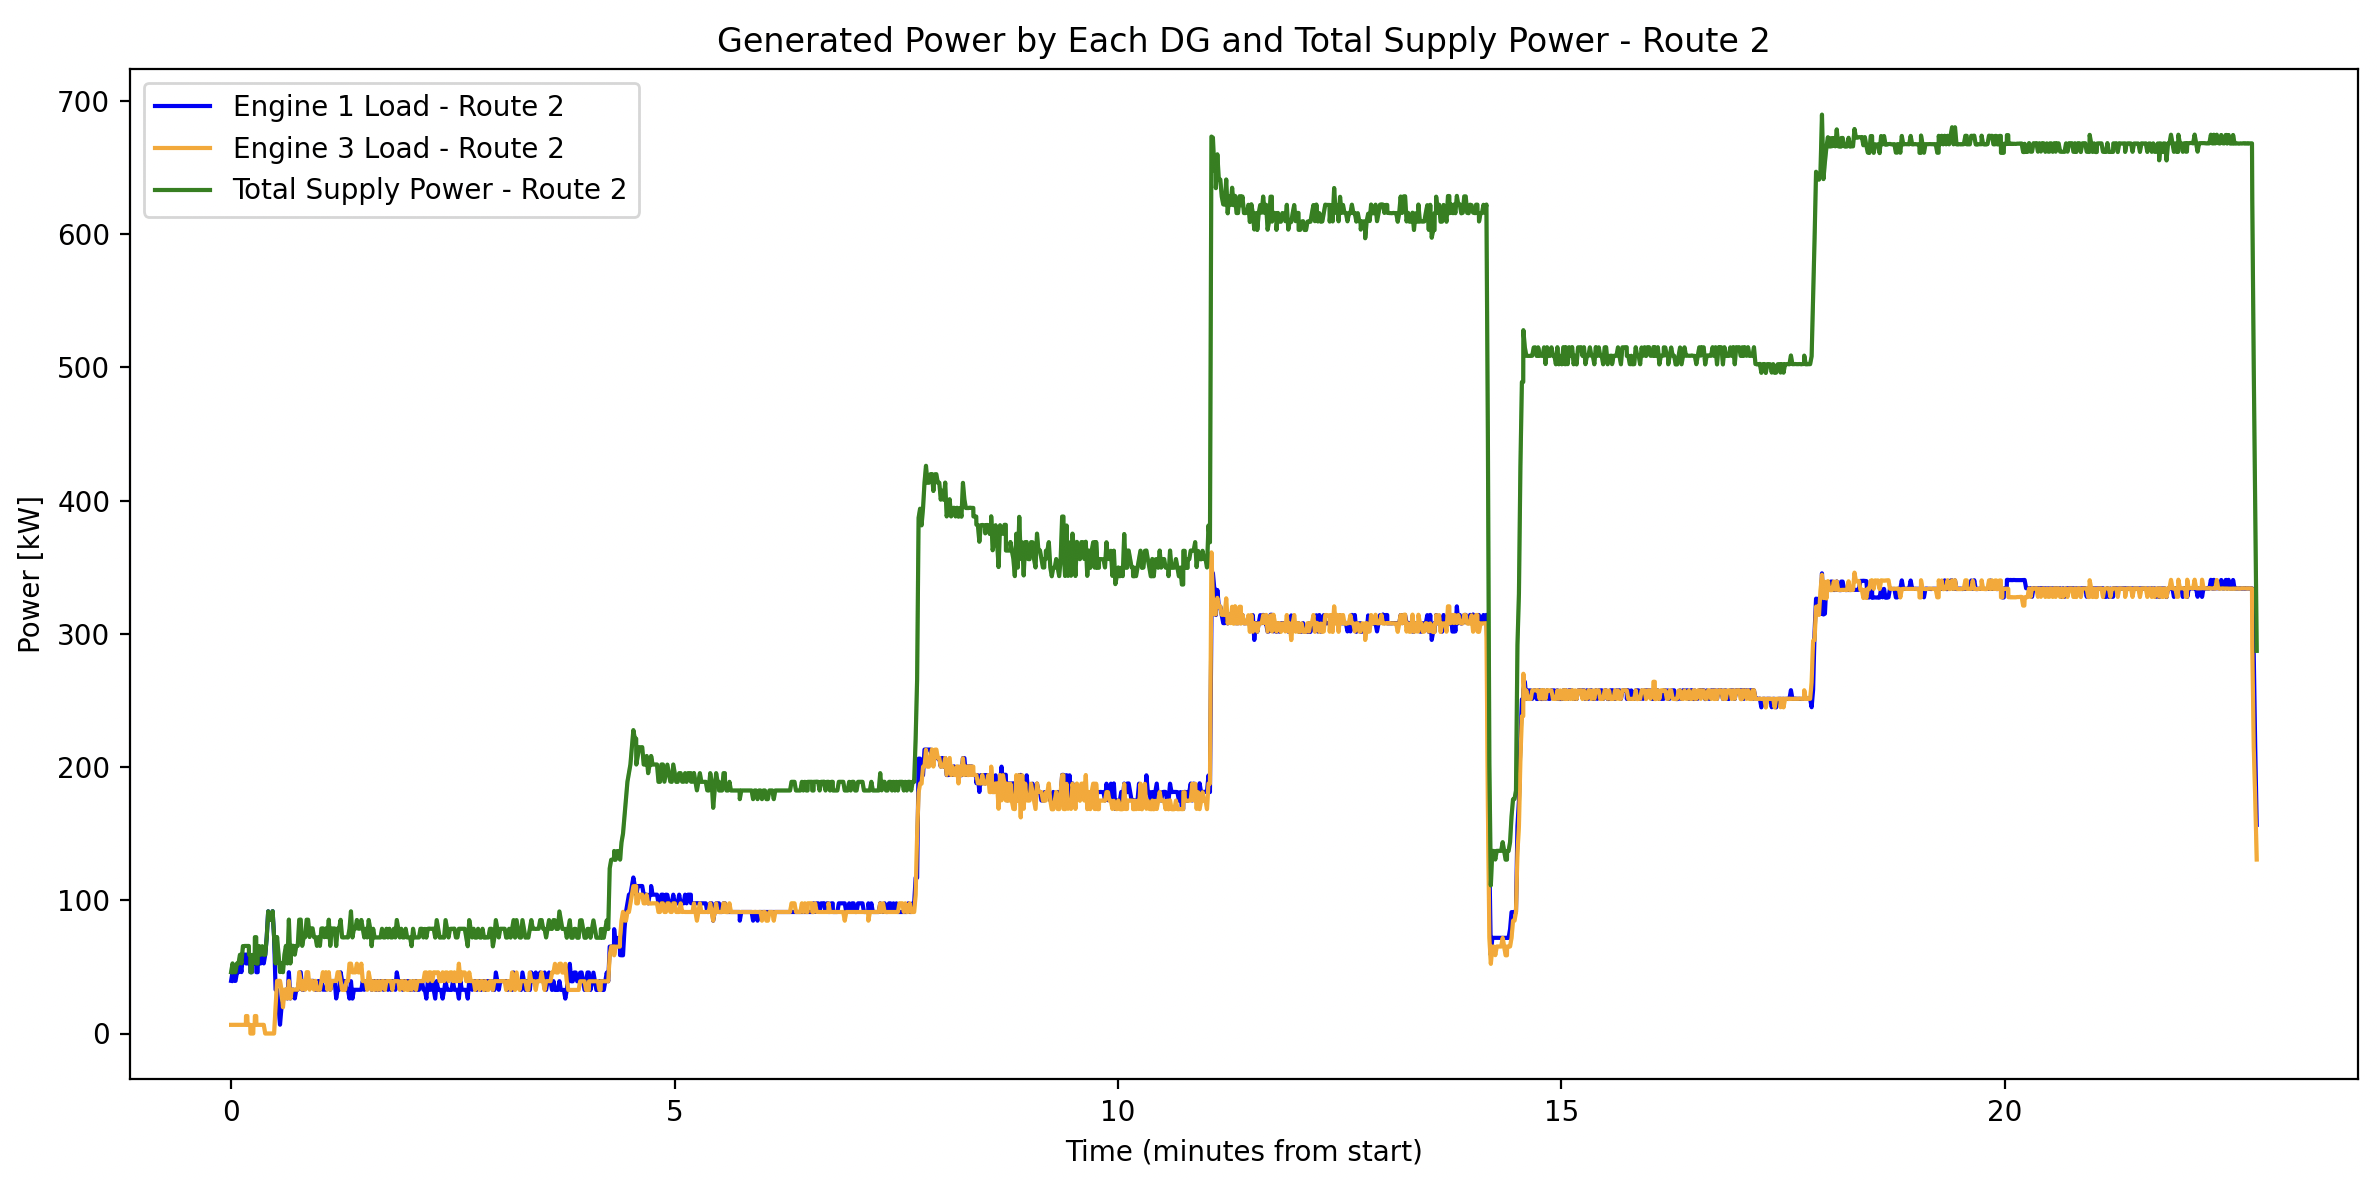 Generated Power by Each DG and Total Supply Power - Route 2
Engine 1 Load - Route 2
Engine 3 Load - Route 2
Total Supply Power - Route 2
700
600
500
400
300
200
100
0
Power [kW]
0 5 10 15 20
Time (minutes from start)